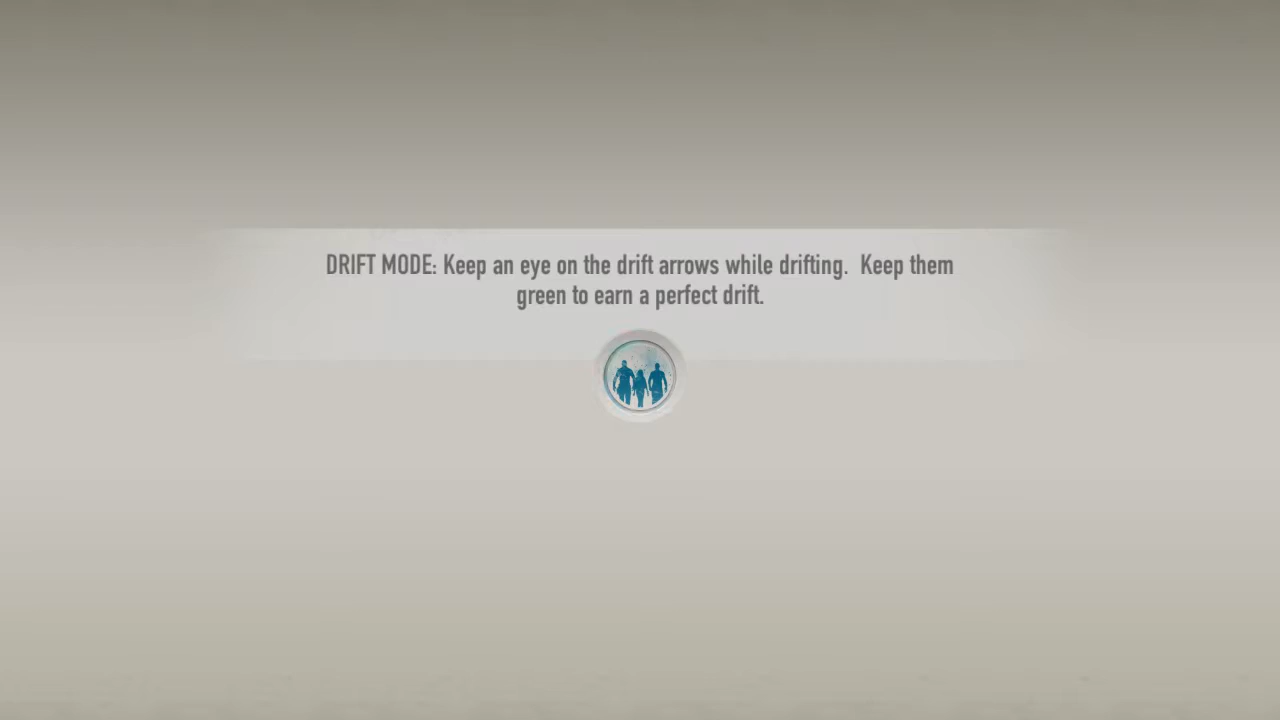 DRIFT MODE: Keep an eye on the drift arrows while drifting.  Keep them
green to earn a perfect drift.